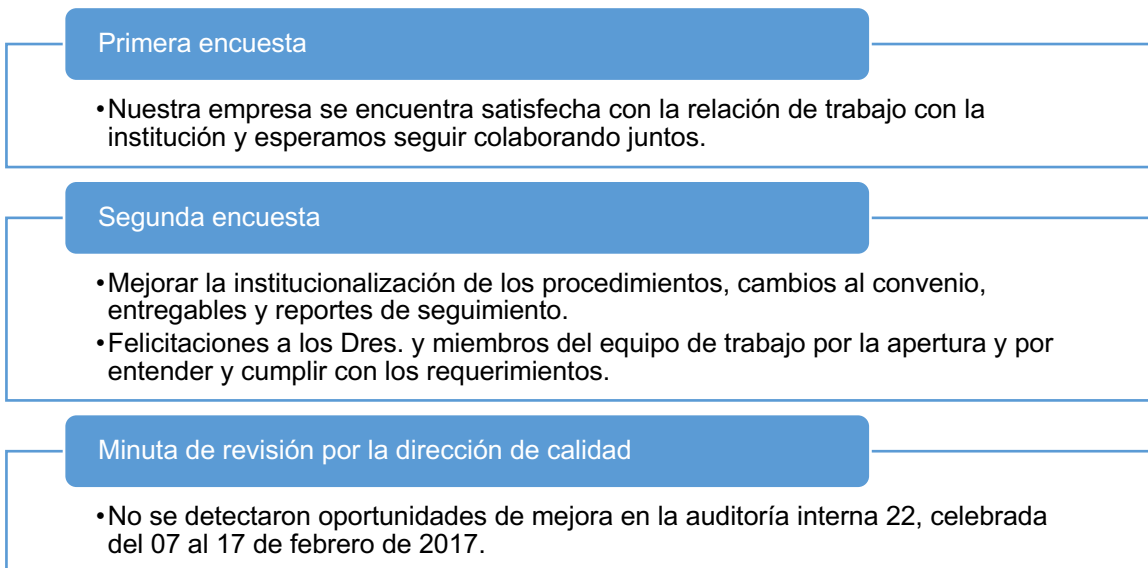 Primera encuesta
•Nuestra empresa se encuentra satisfecha con la relación de trabajo con la
institución y esperamos seguir colaborando juntos.
Segunda encuesta
•Mejorar la institucionalización de los procedimientos, cambios al convenio,
entregables y reportes de seguimiento.
•Felicitaciones a los Dres. y miembros del equipo de trabajo por la apertura y por
entender y cumplir con los requerimientos.
Minuta de revisión por la dirección de calidad
•No se detectaron oportunidades de mejora en la auditoría interna 22, celebrada
del 07 al 17 de febrero de 2017.